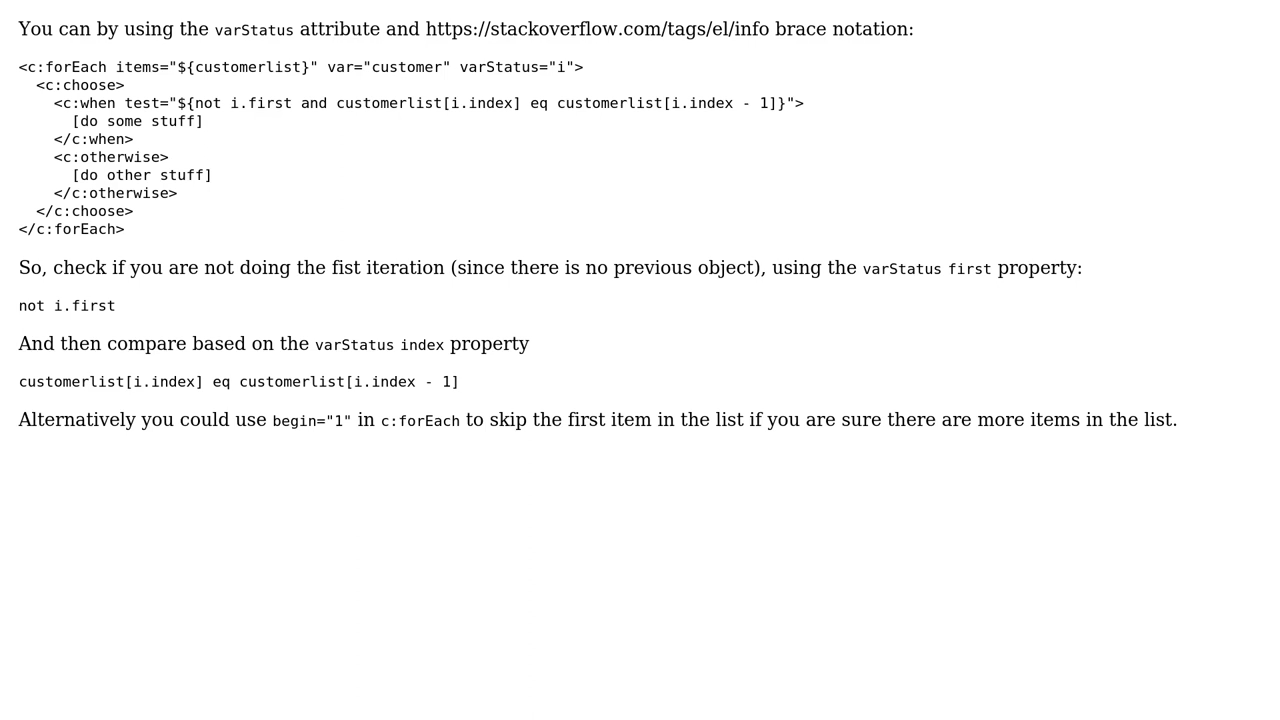 You can by using the varStatus attribute and https://stackoverflow.com/tags/el/info brace notation:
<c:forEach items="${customerlist}" var="customer" varStatus="i">
  <c:choose>
    <c:when test="${not i.first and customerlist[i.index] eq customerlist[i.index - 1]}">
      [do some stuff]
    </c:when>
    <c:otherwise>
      [do other stuff]
    </c:otherwise>
  </c:choose>
</c:forEach>
So, check if you are not doing the fist iteration (since there is no previous object), using the varStatus first property:
not i.first
And then compare based on the varStatus index property
customerlist[i.index] eq customerlist[i.index - 1]
Alternatively you could use begin="1" in c:forEach to skip the first item in the list if you are sure there are more items in the list.